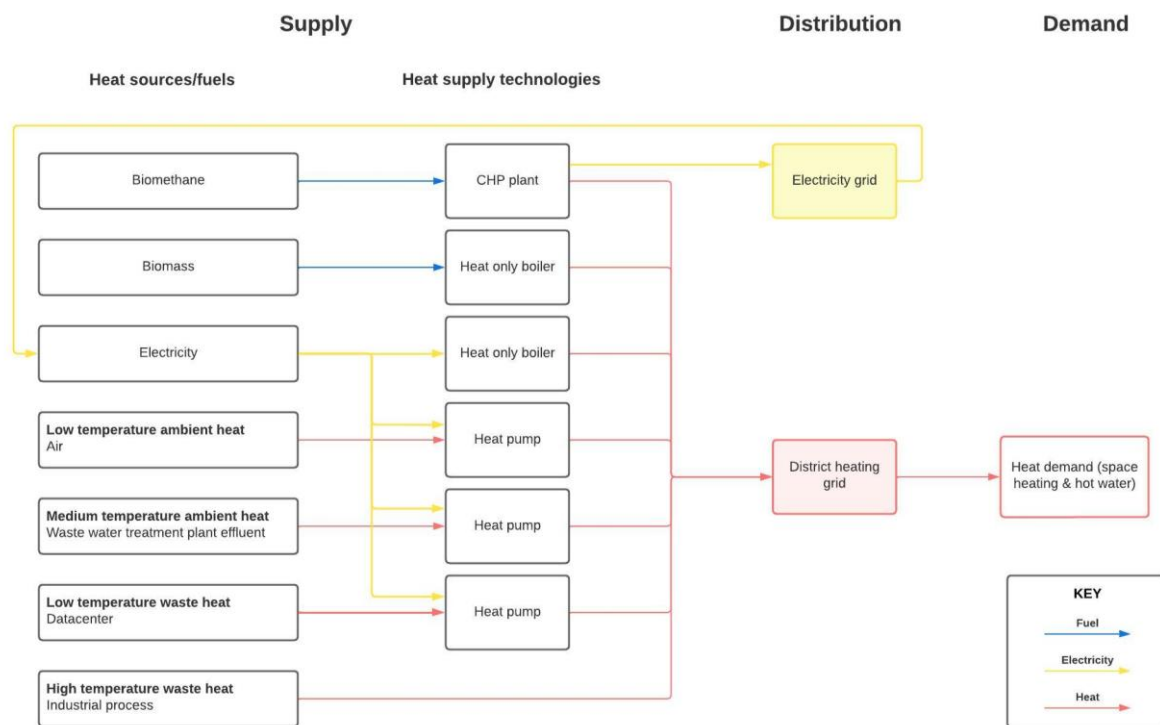 Supply
Distribution
Demand
Heat sources/fuels
Heat supply technologies
Biomethane
CHP plant
Electricity grid
Biomass
Heat only boiler
Electricity
Heat only boiler
Low temperature ambient heat
Air
Heat pump
District heating
grid
Heat demand (space
heating & hot water)
Medium temperature ambient heat
Waste water treatment plant effluent
Heat pump
Low temperature waste heat
Datacenter
Heat pump
High temperature waste heat
Industrial process
KEY
Fuel
Electricity
Heat